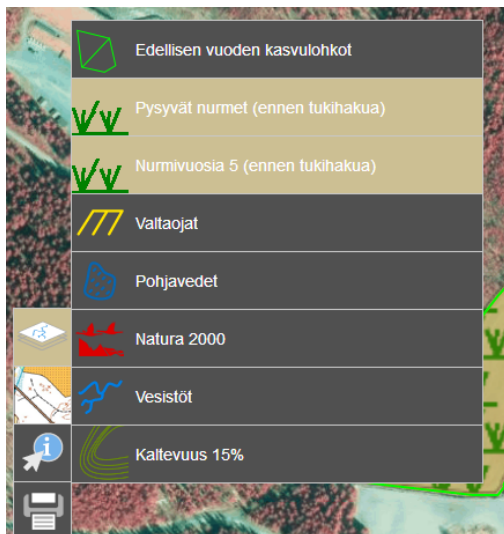 Edellisen vuoden kasvulohkot
Pysyvät nurmet (ennen tukihakua)
Nurmivuosia 5 (ennen tukihakua)
Valtaojat
Pohjavedet
Natura 2000
Vesistöt
Kaltevuus 15%